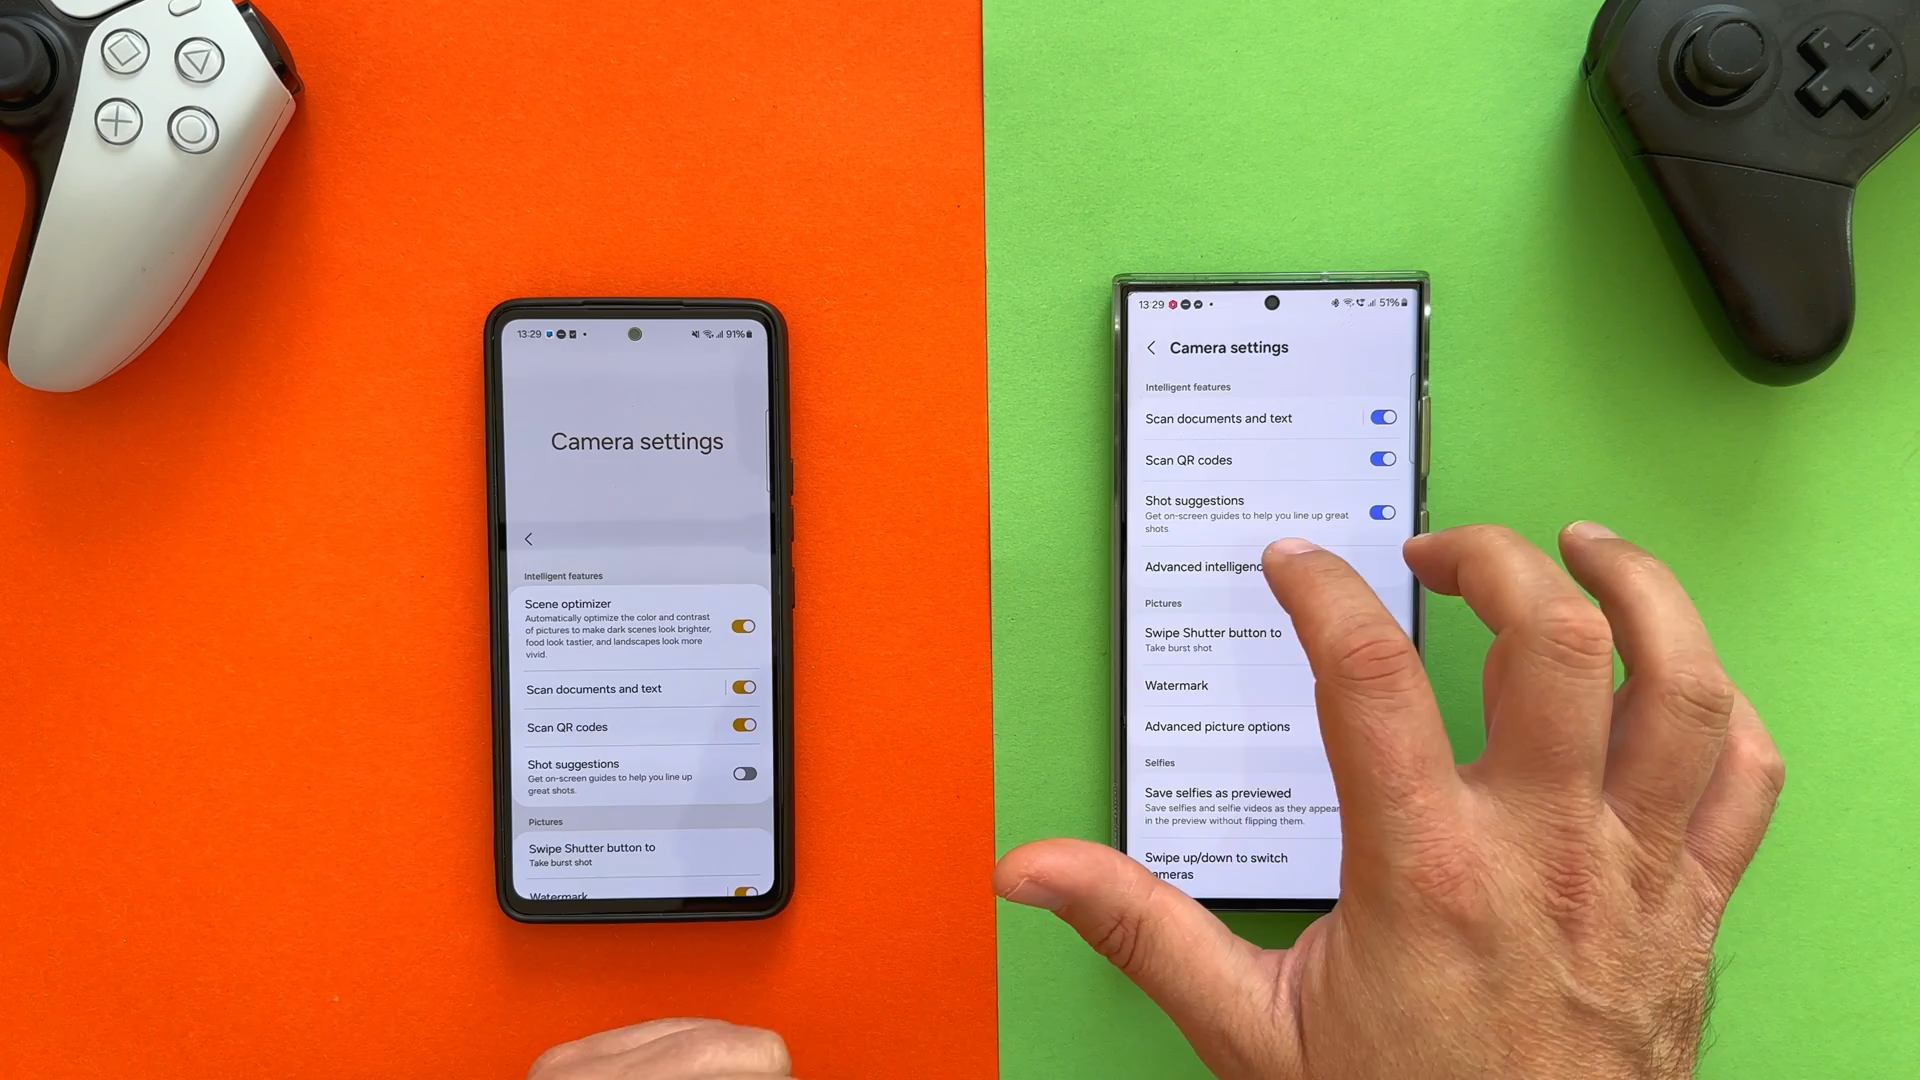 13:29
91%
Camera settings
Intelligent features
Scene optimizer
Automatically optimize the color and contrast
of pictures to make dark scenes look brighter,
food look tastier, and landscapes look more
vivid.
Scan documents and text
Scan QR codes
Shot suggestions
Get on-screen guides to help you line up
great shots.
Pictures
Swipe Shutter button to
Take burst shot
Watermark
13:29
51%
Camera settings
Intelligent features
Scan documents and text
Scan QR codes
Shot suggestions
Get on-screen guides to help you line up great
shots.
Advanced
Pictures
Swipe Shutter button to
Take burst shot
Watermark
Advanced picture options
Selfies
Save selfies as previewed
Save selfies and selfie videos as they appear
in the preview without flipping them.
Swipe up/down to switch